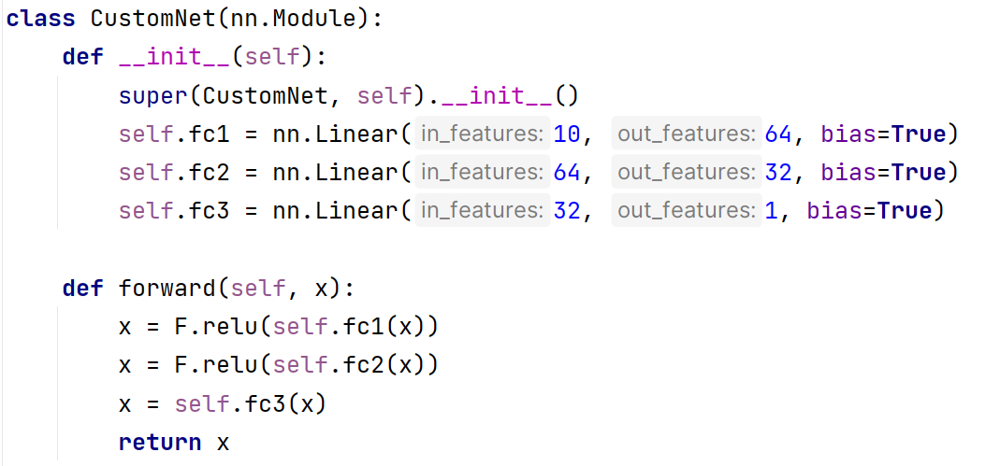 class CustomNet(nn.Module):
    def __init__(self):
        super(CustomNet, self).__init__()
        self.fc1 = nn.Linear(in_features: 10, out_features: 64, bias=True)
        self.fc2 = nn.Linear(in_features: 64, out_features: 32, bias=True)
        self.fc3 = nn.Linear(in_features: 32, out_features: 1, bias=True)
    def forward(self, x):
        x = F.relu(self.fc1(x))
        x = F.relu(self.fc2(x))
        x = self.fc3(x)
        return x